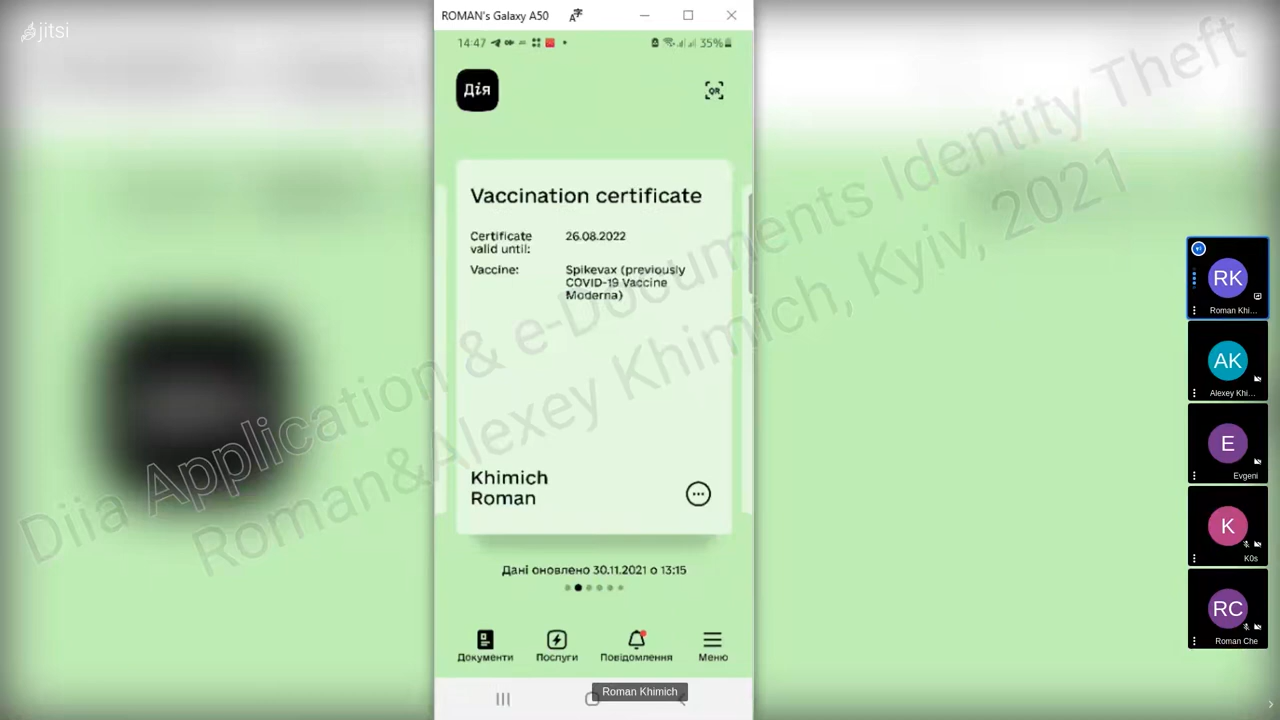 jitsi
ROMAN's Galaxy A50
14:47
35%
Дія
QR
Vaccination certificate
Certificate
valid until:
26.08.2022
Vaccine:
Spikevax (previously
COVID-19 Vaccine
Moderna)
Khimich
Roman
Дані оновлено 30.11.2021 о 13:15
Документи
Послуги
Повідомлення
Меню
Roman Khimich
Diia Application & e-Documents Identity Theft
Roman&Alexey Khimich, Kyiv, 2021
RK
Roman Khi...
AK
Alexey Khi...
E
Evgeni
K
K0s
RC
Roman Che